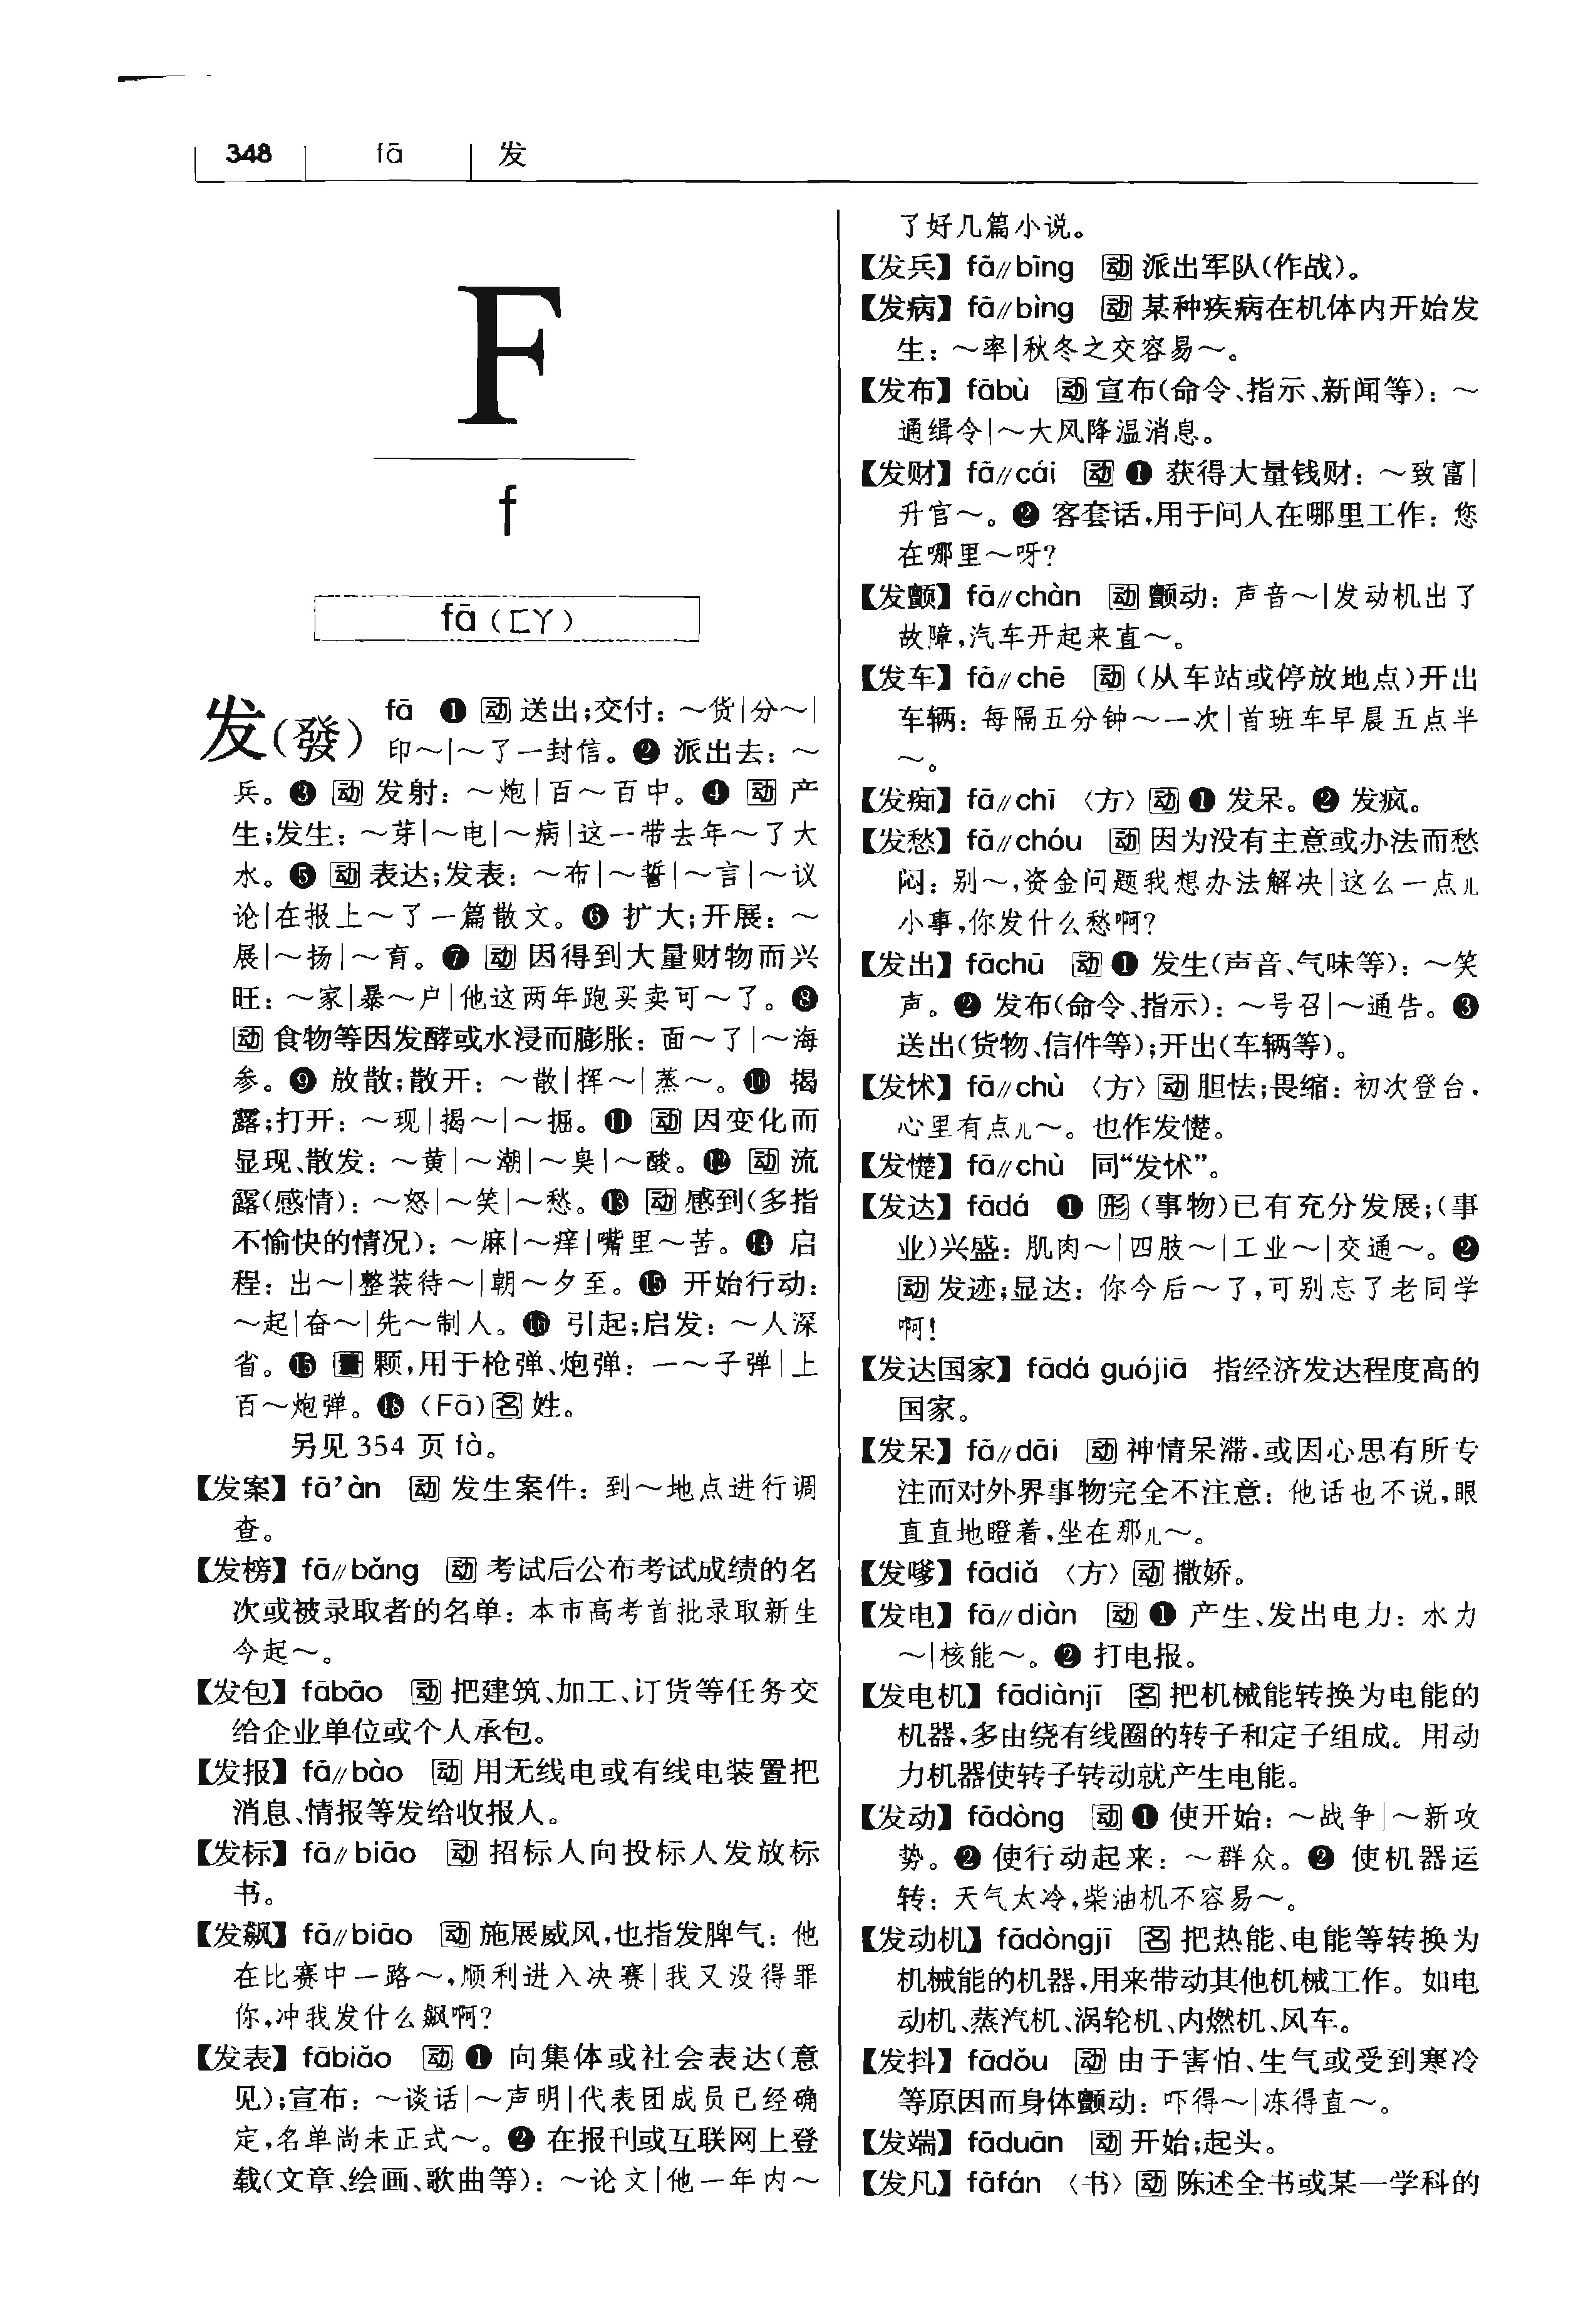 348 fā 发
F
f
fā（ㄈㄚ）
发（發） fā ❶ 动 送出；交付：～货|分～|
印～|～了一封信。❷ 派出去：～
兵。❸ 动 发射：～炮|百～百中。❹ 动 产
生；发生：～芽|～电|～病|这一带去年～了大
水。❺ 动 表达；发表：～布|～誓|～言|～议
论|在报上～了一篇散文。❻ 扩大；开展：～
展|～扬|～育。❼ 动 因得到大量财物而兴
旺：～家|暴～户|他这两年跑买卖可～了。❽
动 食物等因发酵或水浸而膨胀：面～了|～海
参。❾ 放散；散开：～散|挥～|蒸～。❿ 揭
露；打开：～现|揭～|～掘。⓫ 动 因变化而
显现、散发：～黄|～潮|～臭|～酸。⓬ 动 流
露（感情）：～怒|～笑|～愁。⓭ 动 感到（多指
不愉快的情况）：～麻|～痒|嘴里～苦。⓮ 启
程：出～|整装待～|朝～夕至。⓯ 开始行动：
～起|奋～|先～制人。⓰ 引起；启发：～人深
省。⓯ 量 颗，用于枪弹、炮弹：一～子弹|上
百～炮弹。⓲ （Fā）名 姓。
另见 354 页 fà。
【发案】fā’àn 动 发生案件：到～地点进行调
查。
【发榜】fā∥bǎng 动 考试后公布考试成绩的名
次或被录取者的名单：本市高考首批录取新生
今起～。
【发包】fābāo 动 把建筑、加工、订货等任务交
给企业单位或个人承包。
【发报】fā∥bào 动 用无线电或有线电装置把
消息、情报等发给收报人。
【发标】fā∥biāo 动 招标人向投标人发放标
书。
【发飙】fā∥biāo 动 施展威风，也指发脾气：他
在比赛中一路～，顺利进入决赛|我又没得罪
你，冲我发什么飙啊？
【发表】fābiǎo 动 ❶ 向集体或社会表达（意
见）；宣布：～谈话|～声明|代表团成员已经确
定，名单尚未正式～。❷ 在报刊或互联网上登
载（文章、绘画、歌曲等）：～论文|他一年内～
了好几篇小说。
【发兵】fā∥bīng 动 派出军队（作战）。
【发病】fā∥bìng 动 某种疾病在机体内开始发
生：～率|秋冬之交容易～。
【发布】fābù 动 宣布（命令、指示、新闻等）：～
通缉令|～大风降温消息。
【发财】fā∥cái 动 ❶ 获得大量钱财：～致富|
升官～。❷ 客套话，用于问人在哪里工作：您
在哪里～呀？
【发颤】fā∥chàn 动 颤动：声音～|发动机出了
故障，汽车开起来直～。
【发车】fā∥chē 动 （从车站或停放地点）开出
车辆：每隔五分钟～一次|首班车早晨五点半
～。
【发痴】fā∥chī 〈方〉动 ❶ 发呆。❷ 发疯。
【发愁】fā∥chóu 动 因为没有主意或办法而愁
闷：别～，资金问题我想办法解决|这么一点儿
小事，你发什么愁啊？
【发出】fāchū 动 ❶ 发生（声音、气味等）：～笑
声。❷ 发布（命令、指示）：～号召|～通告。❸
送出（货物、信件等）；开出（车辆等）。
【发怵】fā∥chù 〈方〉动 胆怯；畏缩：初次登台，
心里有点儿～。也作发憷。
【发憷】fā∥chù 同“发怵”。
【发达】fādá ❶ 形 （事物）已有充分发展；（事
业）兴盛：肌肉～|四肢～|工业～|交通～。❷
动 发迹；显达：你今后～了，可别忘了老同学
啊！
【发达国家】fādá guójiā 指经济发达程度高的
国家。
【发呆】fā∥dāi 动 神情呆滞，或因心思有所专
注而对外界事物完全不注意：他话也不说，眼
直直地瞪着，坐在那儿～。
【发嗲】fādiǎ 〈方〉动 撒娇。
【发电】fā∥diàn 动 ❶ 产生、发出电力：水力
～|核能～。❷ 打电报。
【发电机】fādiànjī 名 把机械能转换为电能的
机器，多由绕有线圈的转子和定子组成。用动
力机器使转子转动就产生电能。
【发动】fādòng 动 ❶ 使开始：～战争|～新攻
势。❷ 使行动起来：～群众。❷ 使机器运
转：天气太冷，柴油机不容易～。
【发动机】fādòngjī 名 把热能、电能等转换为
机械能的机器，用来带动其他机械工作。如电
动机、蒸汽机、涡轮机、内燃机、风车。
【发抖】fādǒu 动 由于害怕、生气或受到寒冷
等原因而身体颤动：吓得～|冻得直～。
【发端】fāduān 动 开始；起头。
【发凡】fāfán 〈书〉动 陈述全书或某一学科的